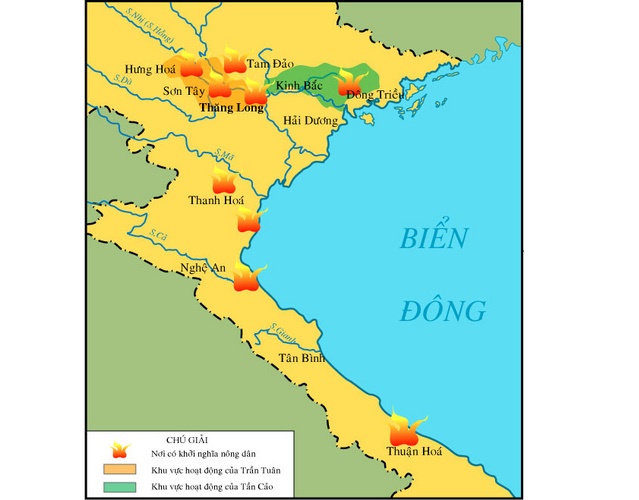 S.Nhị (S.Hồng)
Tam Đảo
Hưng Hoá
S.Đà
Sơn Tây
Kinh Bắc
Đông Triều
Thăng Long
Hải Dương
S.Mã
Thanh Hoá
S.Cả
BIỂN
Nghệ An
ĐÔNG
S.Gianh
Tân Bình
Thuận Hoá
CHÚ GIẢI
Nơi có khởi nghĩa nông dân
Khu vực hoạt động của Trần Tuân
Khu vực hoạt động của Tần Cảo